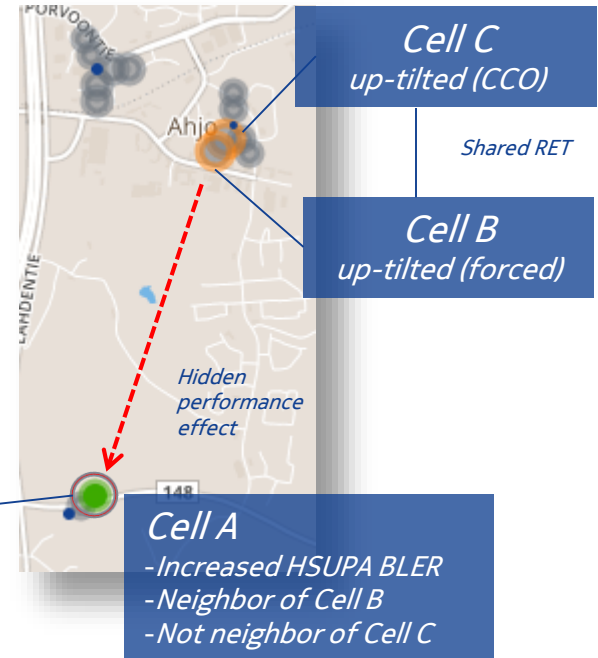 PORVOONTIE
Cell C
up-tilted (CCO)
Ahjo
Shared RET
Cell B
up-tilted (forced)
LAHDENTIE
Hidden
performance
effect
148
Cell A
-Increased HSUPA BLER
-Neighbor of Cell B
-Not neighbor of Cell C